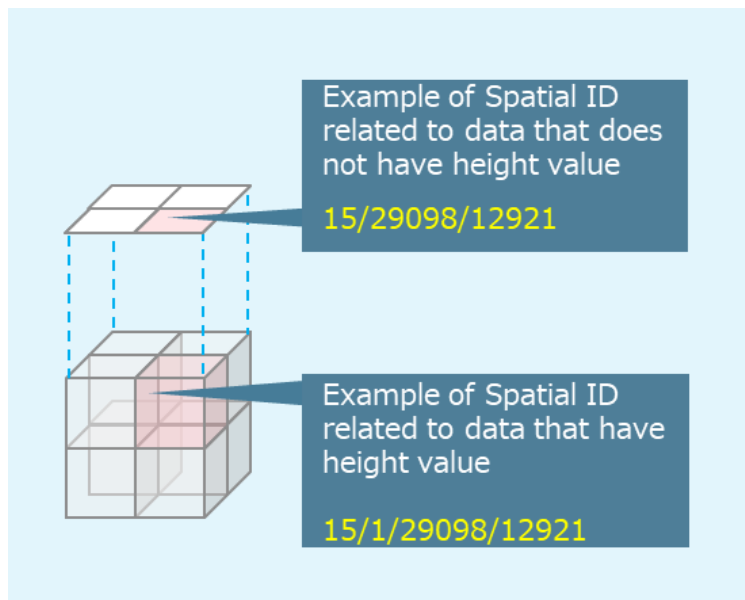 Example of Spatial ID
related to data that does
not have height value
15/29098/12921
Example of Spatial ID
related to data that have
height value
15/1/29098/12921